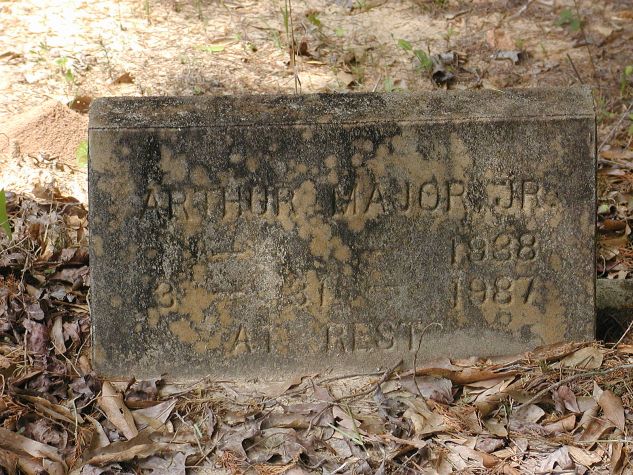 ARTHUR MAJOR JR.
— — 1938
3 — 31 — 1987
AT REST